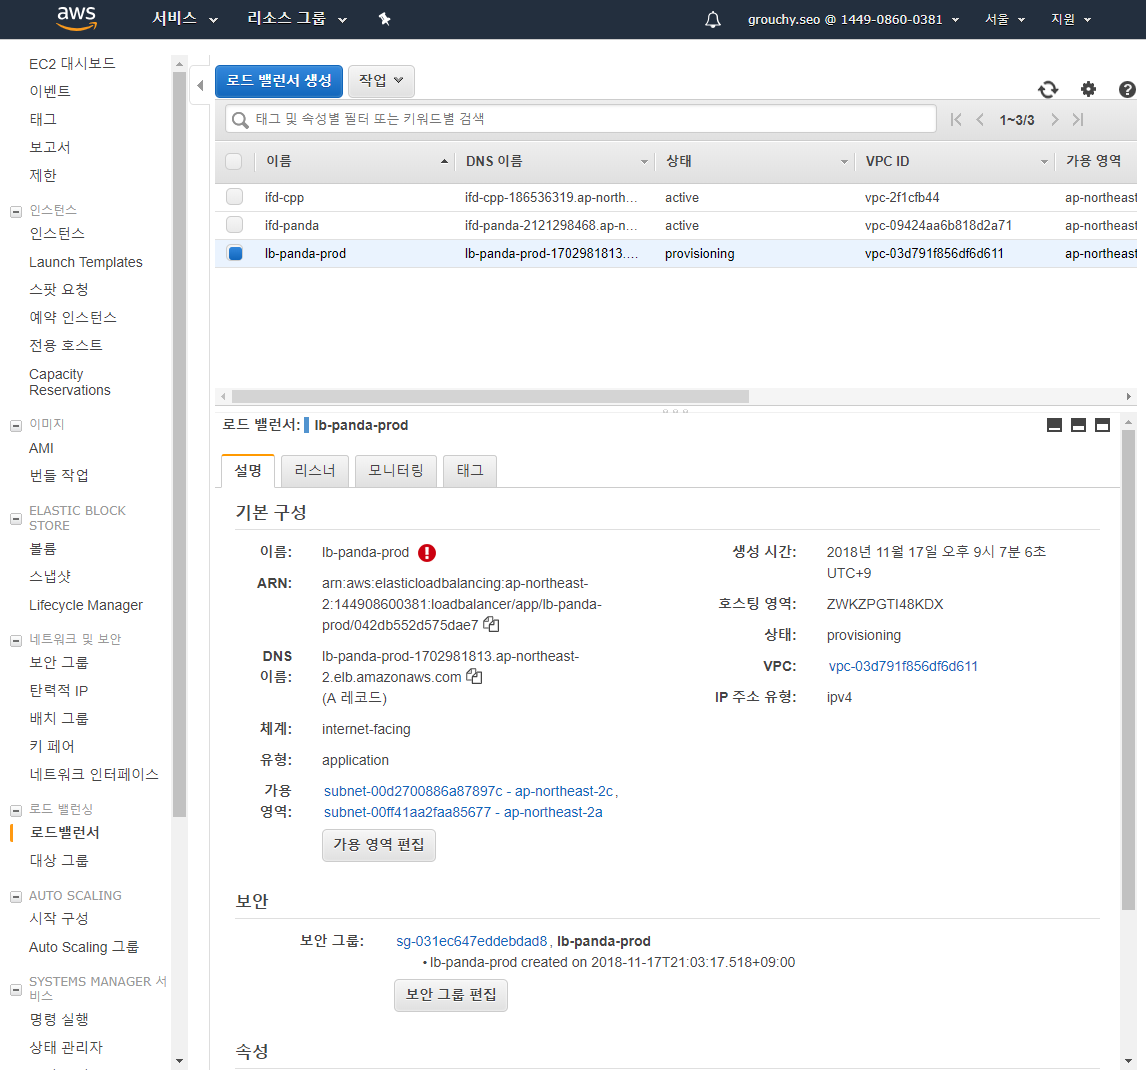 aws
서비스
리소스 그룹
grouchy.seo @ 1449-0860-0381
서울
지원
EC2 대시보드
이벤트
태그
보고서
제한
인스턴스
인스턴스
Launch Templates
스팟 요청
예약 인스턴스
전용 호스트
Capacity
Reservations
이미지
AMI
번들 작업
ELASTIC BLOCK
STORE
볼륨
스냅샷
Lifecycle Manager
네트워크 및 보안
보안 그룹
탄력적 IP
배치 그룹
키 페어
네트워크 인터페이스
로드 밸런싱
로드밸런서
대상 그룹
AUTO SCALING
시작 구성
Auto Scaling 그룹
SYSTEMS MANAGER 서
비스
명령 실행
상태 관리자
로드 밸런서 생성
작업
태그 및 속성별 필터 또는 키워드별 검색
1~3/3
이름 DNS 이름 상태 VPC ID 가용 영역
ifd-cpp ifd-cpp-186536319.ap-north... active vpc-2f1cfb44 ap-northeast
ifd-panda ifd-panda-2121298468.ap-n... active vpc-09424aa6b818d2a71 ap-northeast
lb-panda-prod lb-panda-prod-1702981813.... provisioning vpc-03d791f856df6d611 ap-northeast
로드 밸런서: lb-panda-prod
설명
리스너
모니터링
태그
기본 구성
이름: lb-panda-prod
ARN: arn:aws:elasticloadbalancing:ap-northeast-
2:144908600381:loadbalancer/app/lb-panda-
prod/042db552d575dae7
DNS 이름: lb-panda-prod-1702981813.ap-northeast-
2.elb.amazonaws.com
(A 레코드)
체계: internet-facing
유형: application
가용 영역: subnet-00d2700886a87897c - ap-northeast-2c,
subnet-00ff41aa2faa85677 - ap-northeast-2a
가용 영역 편집
생성 시간: 2018년 11월 17일 오후 9시 7분 6초
UTC+9
호스팅 영역: ZWKZPGTI48KDX
상태: provisioning
VPC: vpc-03d791f856df6d611
IP 주소 유형: ipv4
보안
보안 그룹: sg-031ec647eddebdad8, lb-panda-prod
• lb-panda-prod created on 2018-11-17T21:03:17.518+09:00
보안 그룹 편집
속성